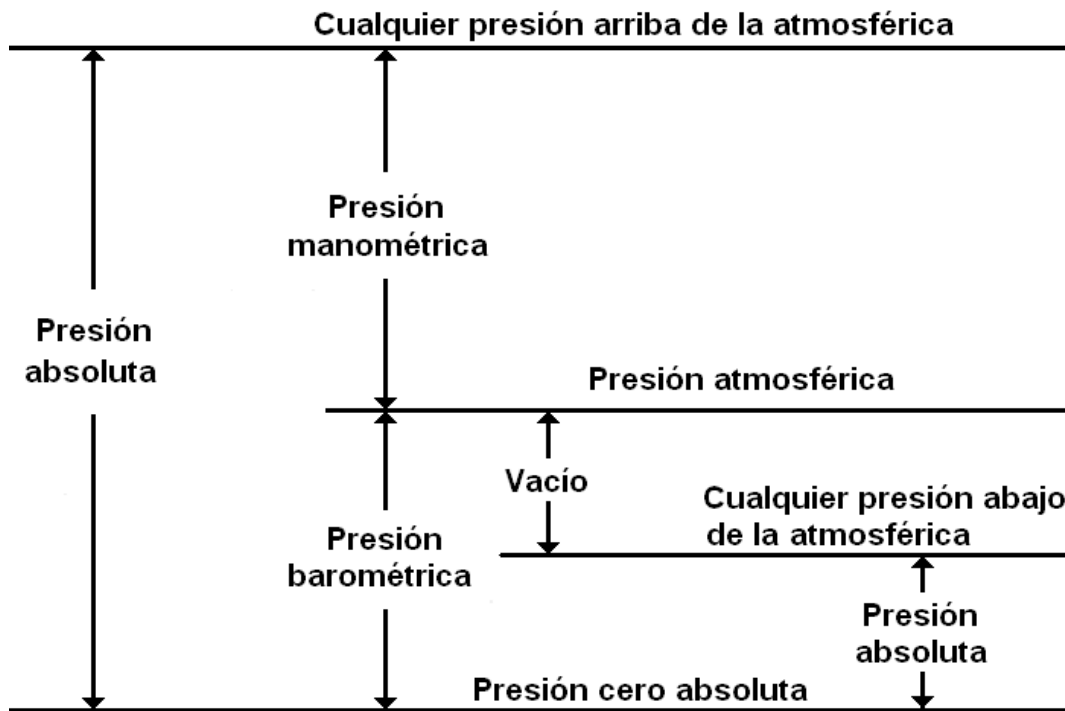 Cualquier presión arriba de la atmosférica
Presión
manométrica
Presión
absoluta
Presión atmosférica
Vacío
Cualquier presión abajo
de la atmosférica
Presión
barométrica
Presión
absoluta
Presión cero absoluta